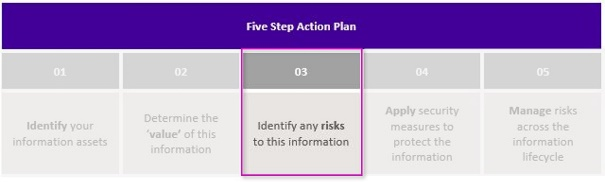 Five Step Action Plan
01
02
03
04
05
Identify your
information assets
Determine the
'value' of this
information
Identify any risks
to this information
Apply security
measures to
protect the
information
Manage risks
across the
information
lifecycle